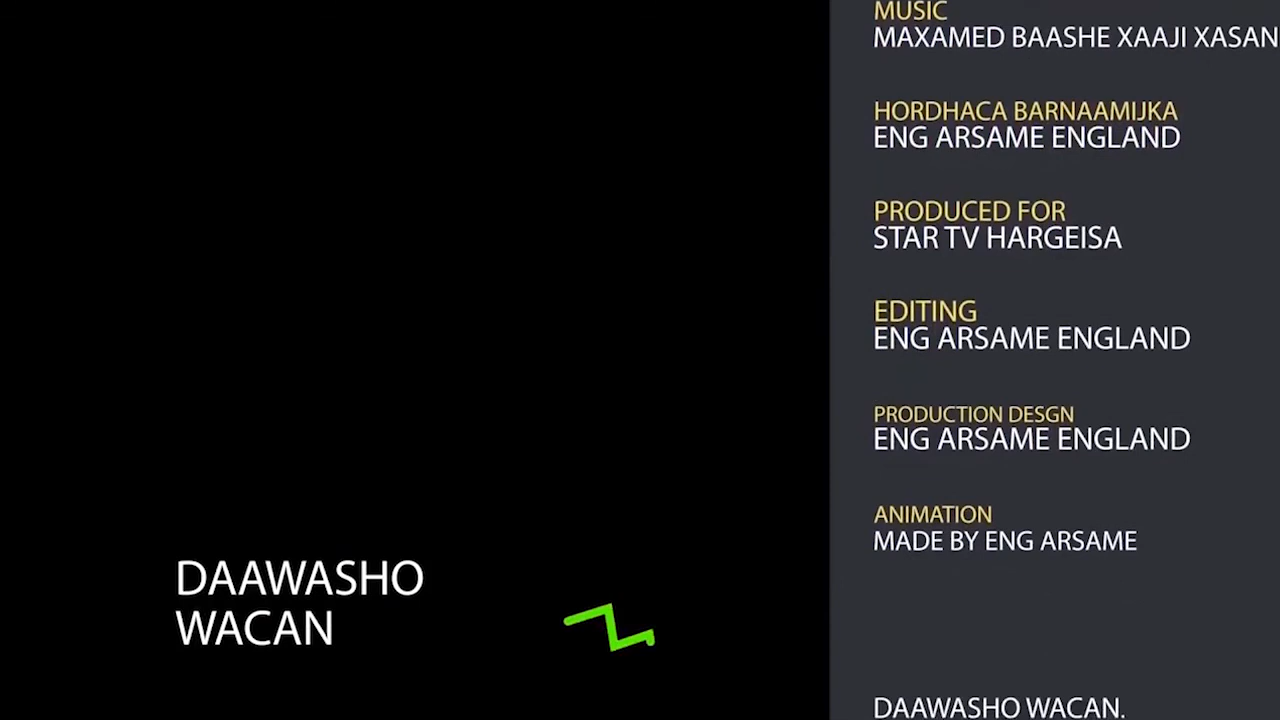 DAAWASHO
WACAN
MUSIC
MAXAMED BAASHE XAAJI XASAN
HORDHACA BARNAAMIJKA
ENG ARSAME ENGLAND
PRODUCED FOR
STAR TV HARGEISA
EDITING
ENG ARSAME ENGLAND
PRODUCTION DESGN
ENG ARSAME ENGLAND
ANIMATION
MADE BY ENG ARSAME
DAAWASHO WACAN.